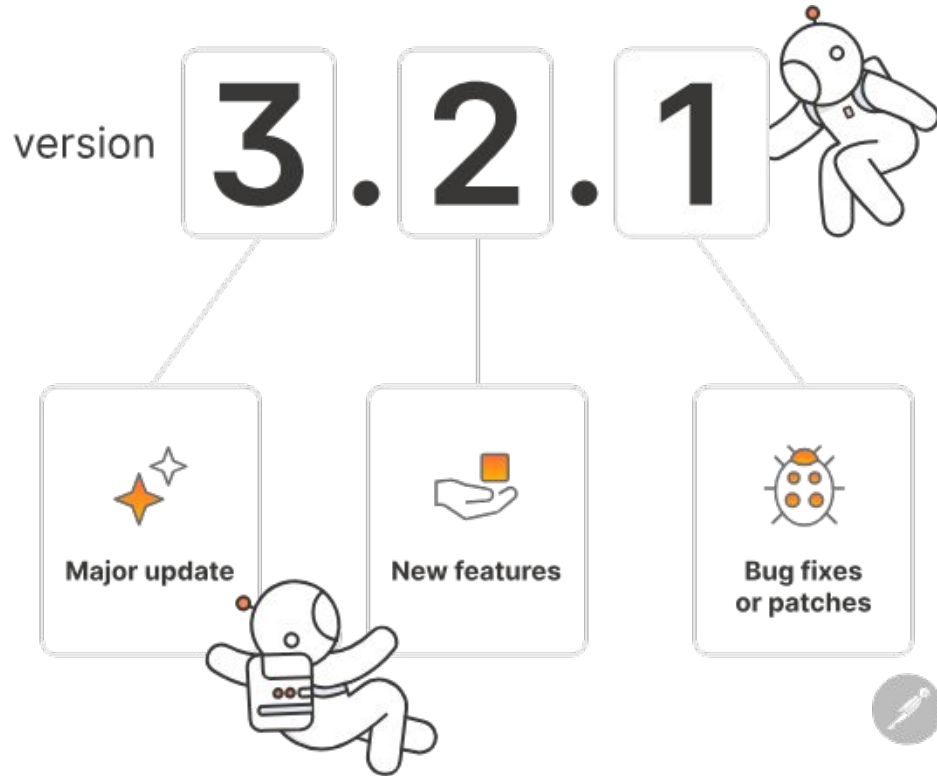 version 3.2.1
Major update
New features
Bug fixes
or patches